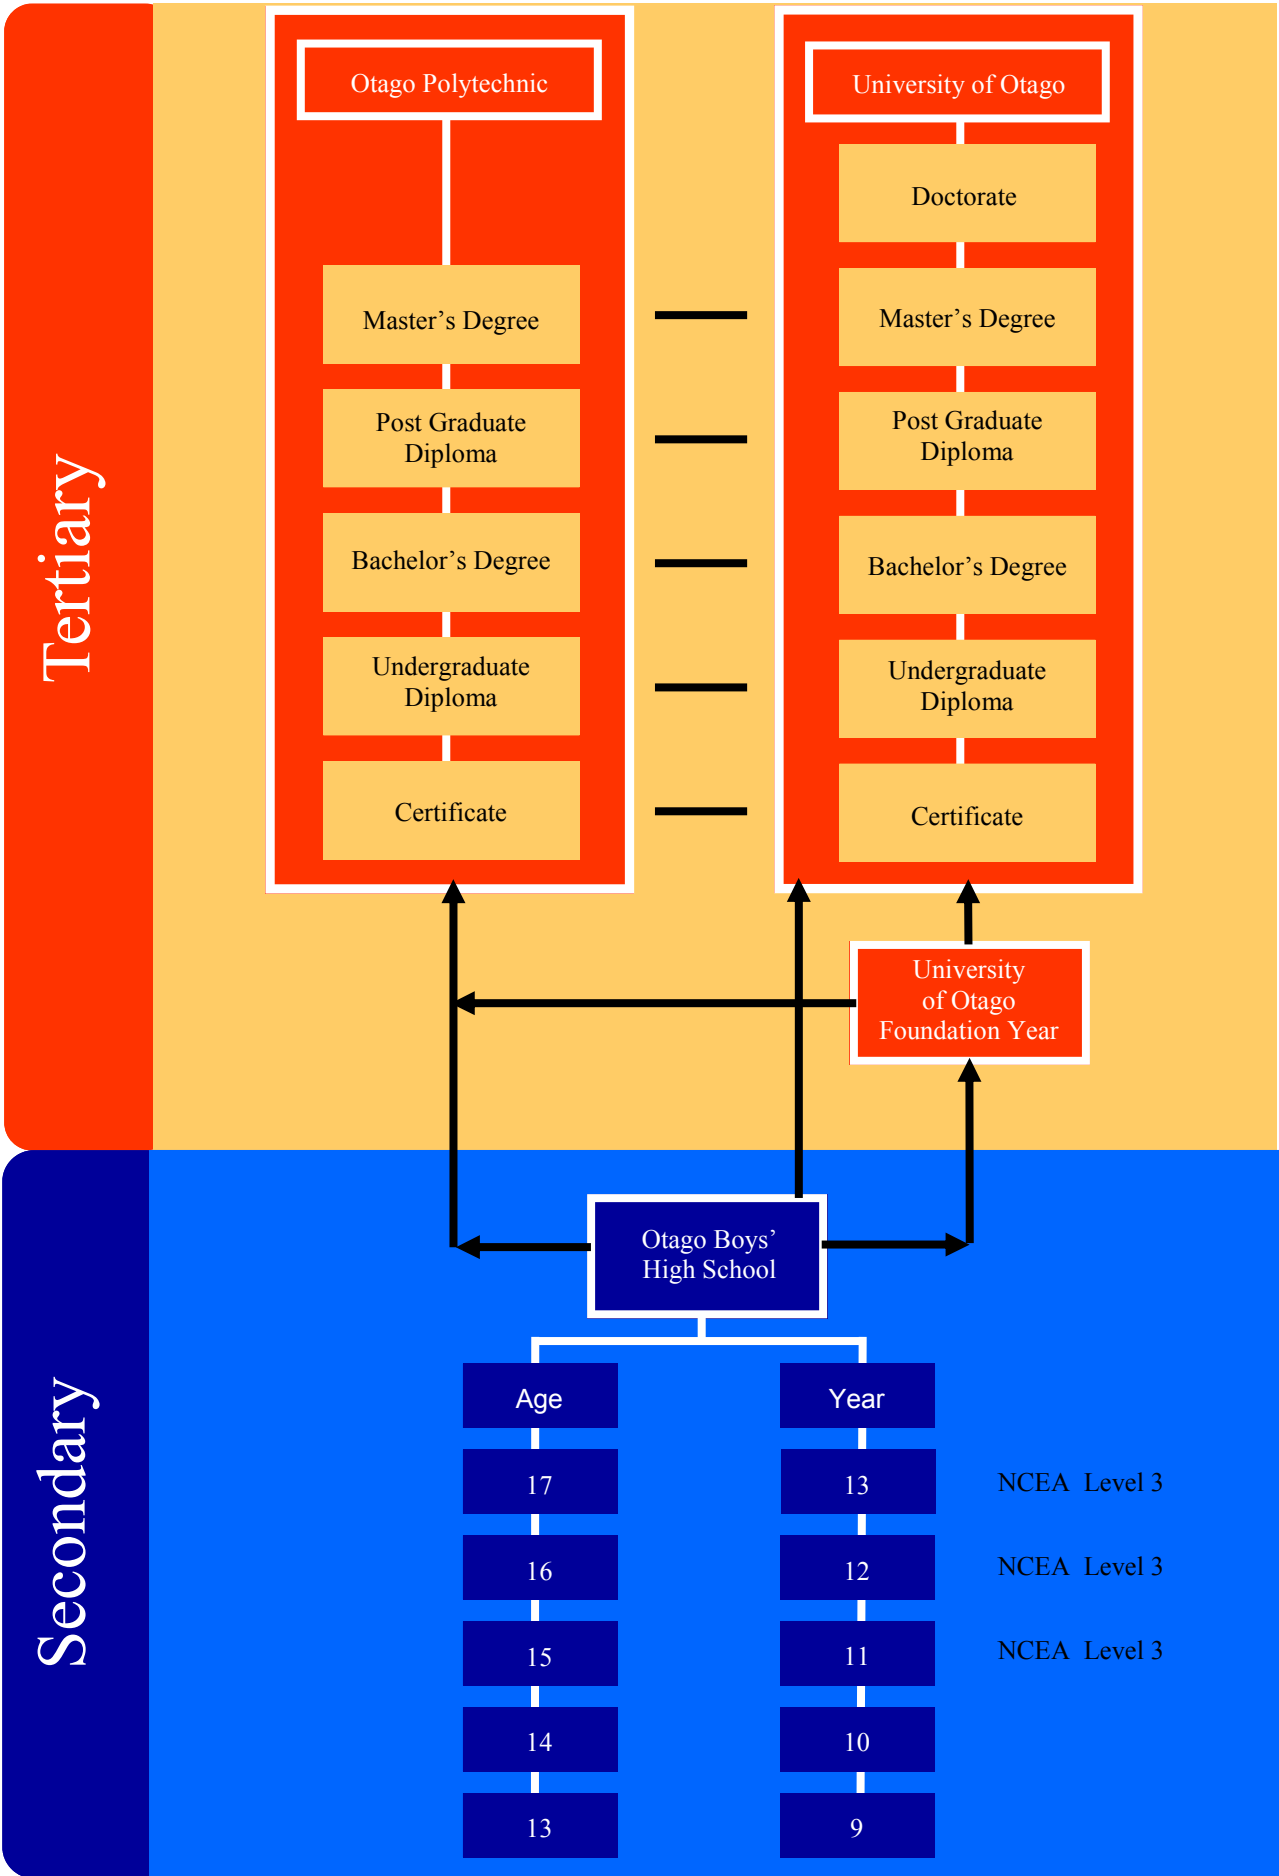 Tertiary
Otago Polytechnic
Master’s Degree
Post Graduate
Diploma
Bachelor’s Degree
Undergraduate
Diploma
Certificate
University of Otago
Doctorate
Master’s Degree
Post Graduate
Diploma
Bachelor’s Degree
Undergraduate
Diploma
Certificate
University
of Otago
Foundation Year
Secondary
Otago Boys’
High School
Age
Year
17
13
NCEA  Level 3
16
12
NCEA  Level 3
15
11
NCEA  Level 3
14
10
13
9